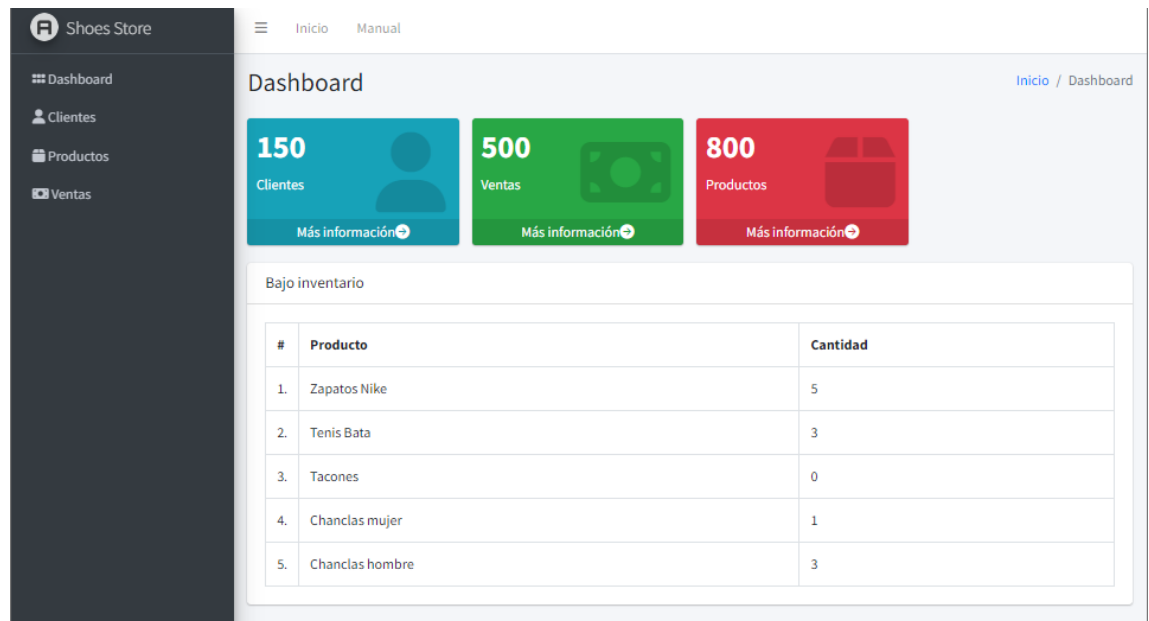 Shoes Store
Inicio Manual
Dashboard
Clientes
Productos
Ventas
Dashboard
Inicio / Dashboard
150
Clientes
Más información
500
Ventas
Más información
800
Productos
Más información
Bajo inventario
# Producto Cantidad
1. Zapatos Nike 5
2. Tenis Bata 3
3. Tacones 0
4. Chanclas mujer 1
5. Chanclas hombre 3